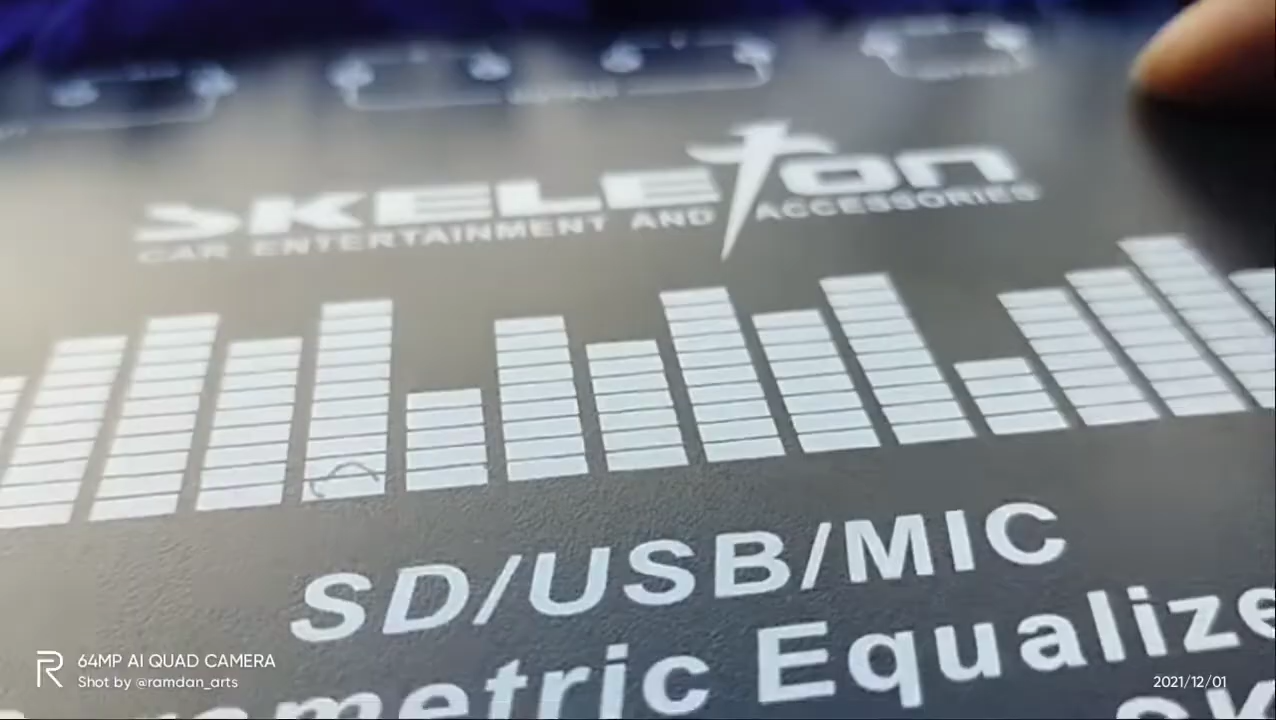 SKELETON
CAR ENTERTAINMENT AND ACCESSORIES
SD/USB/MIC
Equalize
64MP AI QUAD CAMERA
Shot by @ramdan_arts
2021/12/01